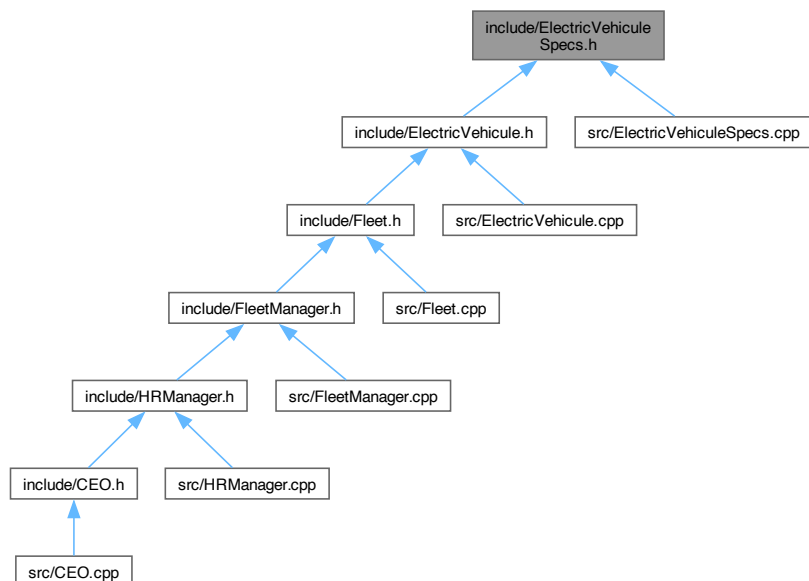 include/ElectricVehicule
Specs.h
include/ElectricVehicule.h
src/ElectricVehiculeSpecs.cpp
include/Fleet.h
src/ElectricVehicule.cpp
include/FleetManager.h
src/Fleet.cpp
include/HRManager.h
src/FleetManager.cpp
include/CEO.h
src/HRManager.cpp
src/CEO.cpp